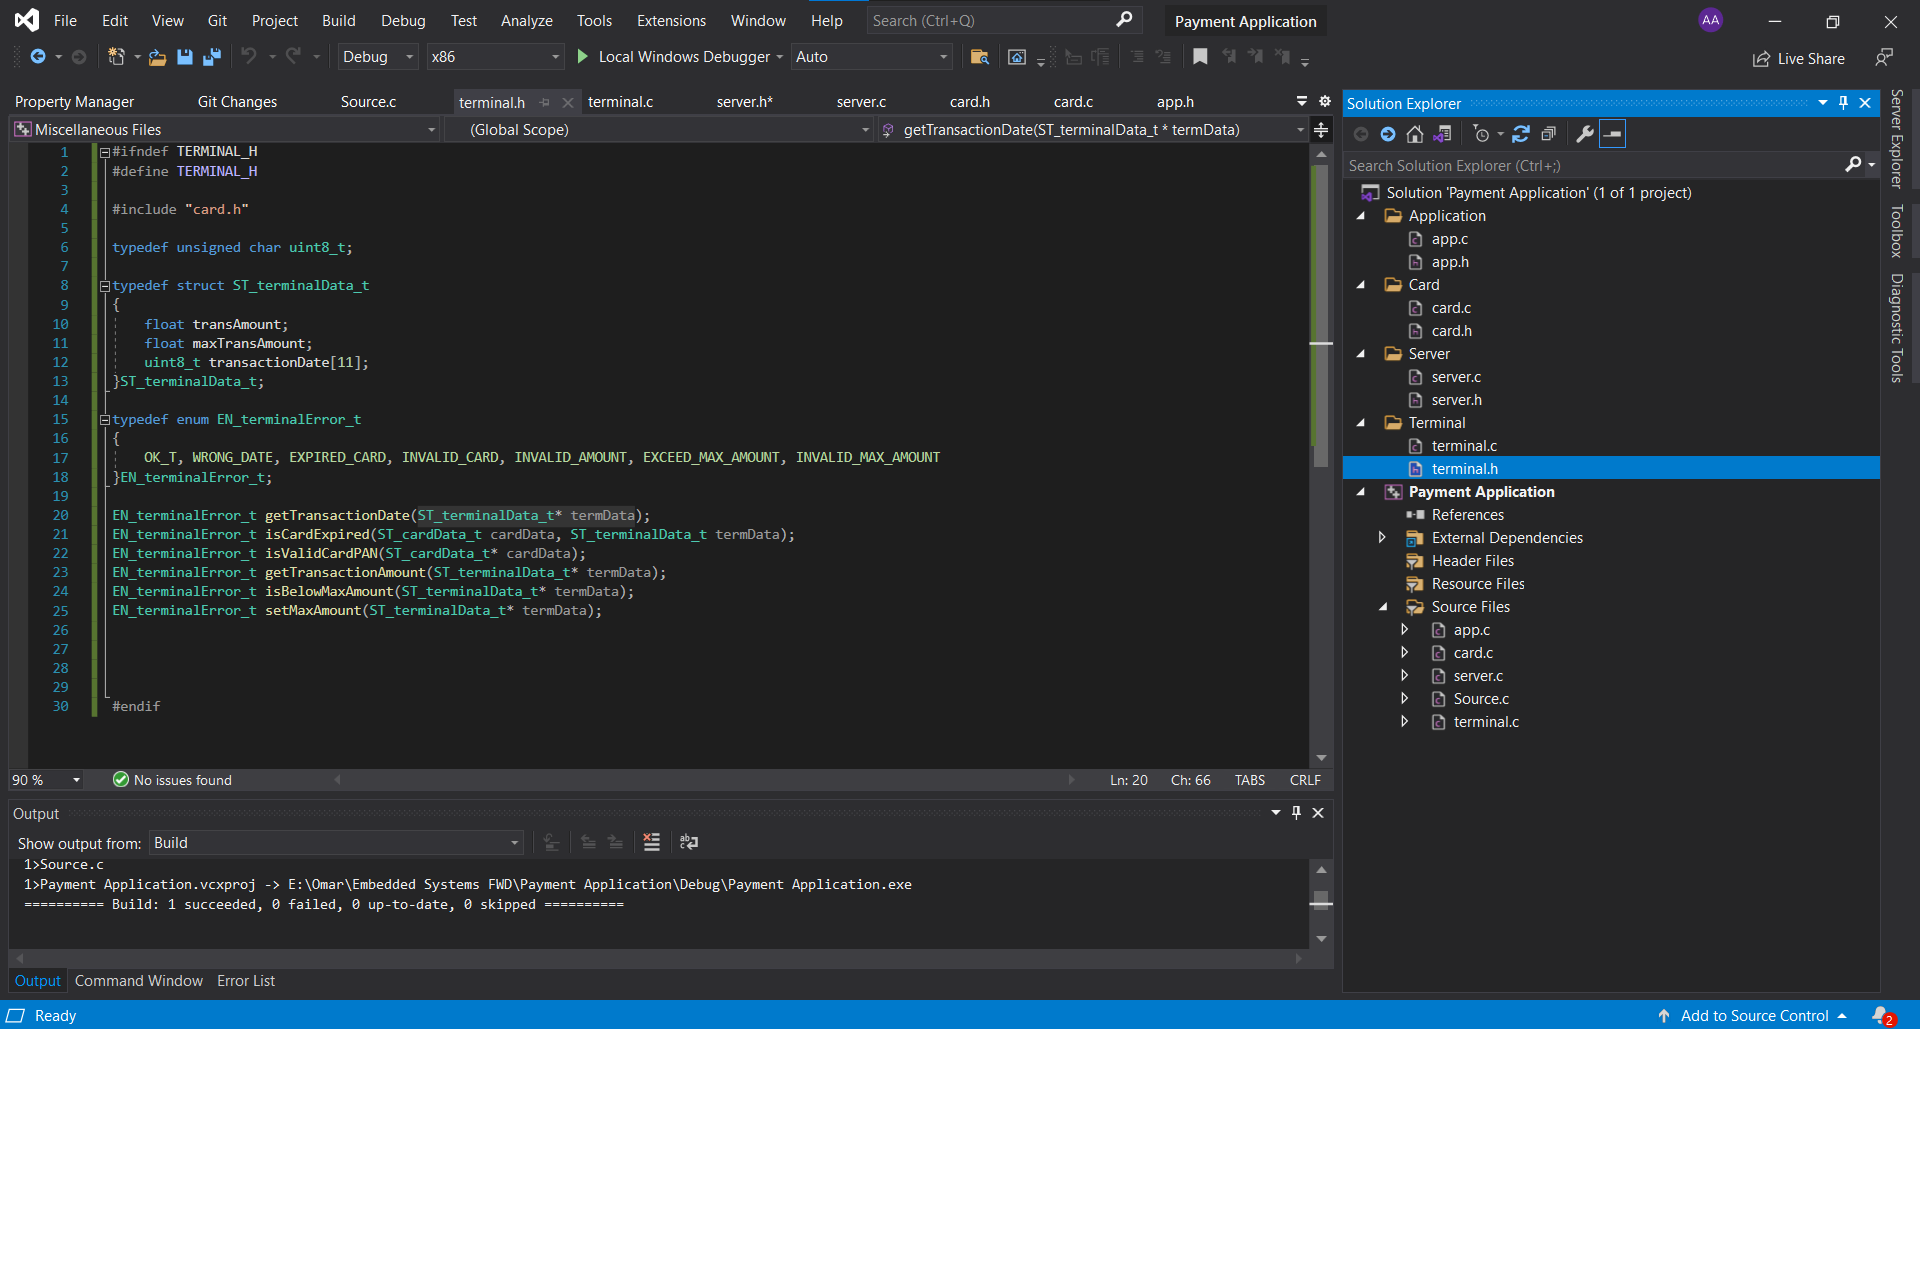 File Edit View Git Project Build Debug Test Analyze Tools Extensions Window Help Search (Ctrl+Q) Payment Application AA
Debug x86 Local Windows Debugger Auto Live Share
Property Manager Git Changes Source.c terminal.h terminal.c server.h* server.c card.h card.c app.h
Miscellaneous Files (Global Scope) getTransactionDate(ST_terminalData_t * termData)
1 #ifndef TERMINAL_H
2 #define TERMINAL_H
3
4 #include "card.h"
5
6 typedef unsigned char uint8_t;
7
8 typedef struct ST_terminalData_t
9 {
10 float transAmount;
11 float maxTransAmount;
12 uint8_t transactionDate[11];
13 }ST_terminalData_t;
14
15 typedef enum EN_terminalError_t
16 {
17 OK_T, WRONG_DATE, EXPIRED_CARD, INVALID_CARD, INVALID_AMOUNT, EXCEED_MAX_AMOUNT, INVALID_MAX_AMOUNT
18 }EN_terminalError_t;
19
20 EN_terminalError_t getTransactionDate(ST_terminalData_t* termData);
21 EN_terminalError_t isCardExpired(ST_cardData_t cardData, ST_terminalData_t termData);
22 EN_terminalError_t isValidCardPAN(ST_cardData_t* cardData);
23 EN_terminalError_t getTransactionAmount(ST_terminalData_t* termData);
24 EN_terminalError_t isBelowMaxAmount(ST_terminalData_t* termData);
25 EN_terminalError_t setMaxAmount(ST_terminalData_t* termData);
26
27
28
29
30 #endif
90 % No issues found Ln: 20 Ch: 66 TABS CRLF
Output
Show output from: Build
1>Source.c
1>Payment Application.vcxproj -> E:\Omar\Embedded Systems FWD\Payment Application\Debug\Payment Application.exe
========== Build: 1 succeeded, 0 failed, 0 up-to-date, 0 skipped ==========
Output Command Window Error List
Solution Explorer
Search Solution Explorer (Ctrl+;)
Solution 'Payment Application' (1 of 1 project)
Application
app.c
app.h
Card
card.c
card.h
Server
server.c
server.h
Terminal
terminal.c
terminal.h
Payment Application
References
External Dependencies
Header Files
Resource Files
Source Files
app.c
card.c
server.c
Source.c
terminal.c
Server Explorer
Toolbox
Diagnostic Tools
Ready Add to Source Control 2